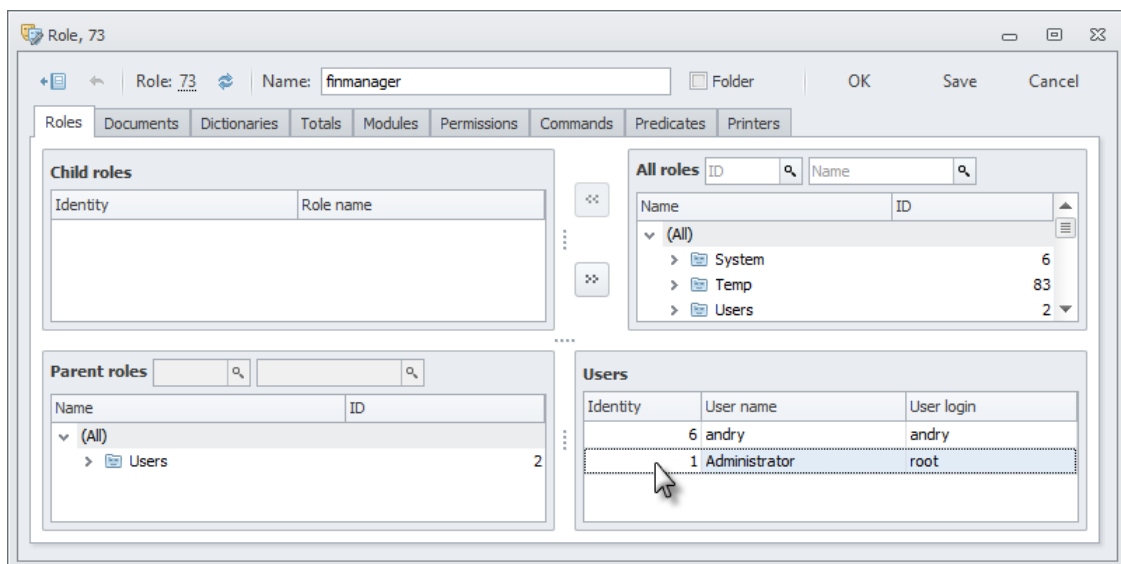 Role, 73
Role: 73 Name: finmanager Folder OK Save Cancel
Roles Documents Dictionaries Totals Modules Permissions Commands Predicates Printers
Child roles
Identity Role name
<<
>>
All roles ID Name
Name ID
(All)
System 6
Temp 83
Users 2
Parent roles
Name ID
(All)
Users 2
Users
Identity User name User login
6 andry andry
1 Administrator root